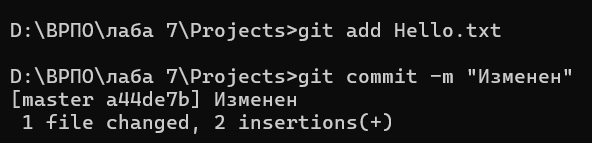 D:\ВРПО\лаба 7\Projects>git add Hello.txt
D:\ВРПО\лаба 7\Projects>git commit -m "Изменен"
[master a44de7b] Изменен
 1 file changed, 2 insertions(+)